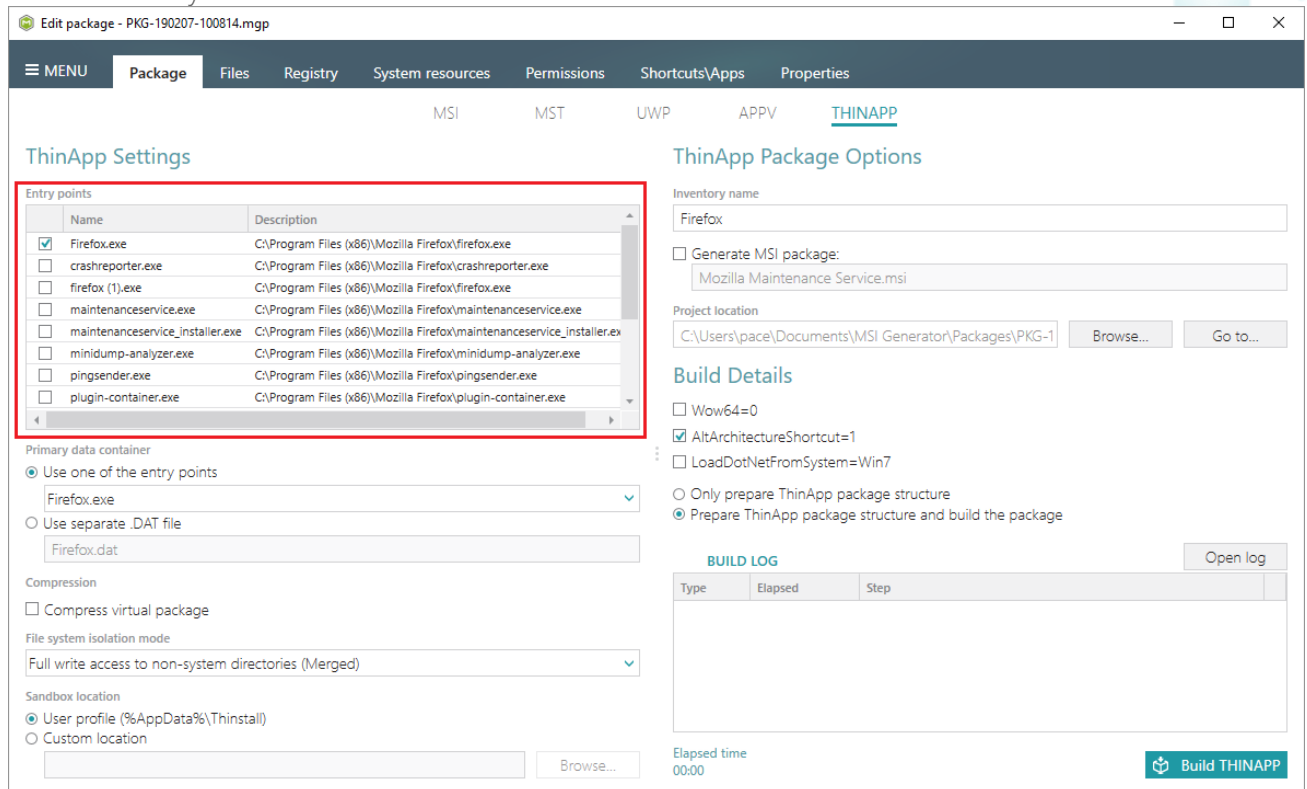 Edit package - PKG-190207-100814.mgp
MENU Package Files Registry System resources Permissions Shortcuts\Apps Properties
MSI MST UWP APPV THINAPP
ThinApp Settings
Entry points
Name Description
Firefox.exe C:\Program Files (x86)\Mozilla Firefox\firefox.exe
crashreporter.exe C:\Program Files (x86)\Mozilla Firefox\crashreporter.exe
firefox (1).exe C:\Program Files (x86)\Mozilla Firefox\firefox.exe
maintenanceservice.exe C:\Program Files (x86)\Mozilla Firefox\maintenanceservice.exe
maintenanceservice_installer.exe C:\Program Files (x86)\Mozilla Firefox\maintenanceservice_installer.ex
minidump-analyzer.exe C:\Program Files (x86)\Mozilla Firefox\minidump-analyzer.exe
pingsender.exe C:\Program Files (x86)\Mozilla Firefox\pingsender.exe
plugin-container.exe C:\Program Files (x86)\Mozilla Firefox\plugin-container.exe
Primary data container
Use one of the entry points
Firefox.exe
Use separate .DAT file
Firefox.dat
Compression
Compress virtual package
File system isolation mode
Full write access to non-system directories (Merged)
Sandbox location
User profile (%AppData%\Thinstall)
Custom location
Browse...
ThinApp Package Options
Inventory name
Firefox
Generate MSI package:
Mozilla Maintenance Service.msi
Project location
C:\Users\pace\Documents\MSI Generator\Packages\PKG-1 Browse... Go to...
Build Details
Wow64=0
AltArchitectureShortcut=1
LoadDotNetFromSystem=Win7
Only prepare ThinApp package structure
Prepare ThinApp package structure and build the package
BUILD LOG Open log
Type Elapsed Step
Elapsed time
00:00
Build THINAPP